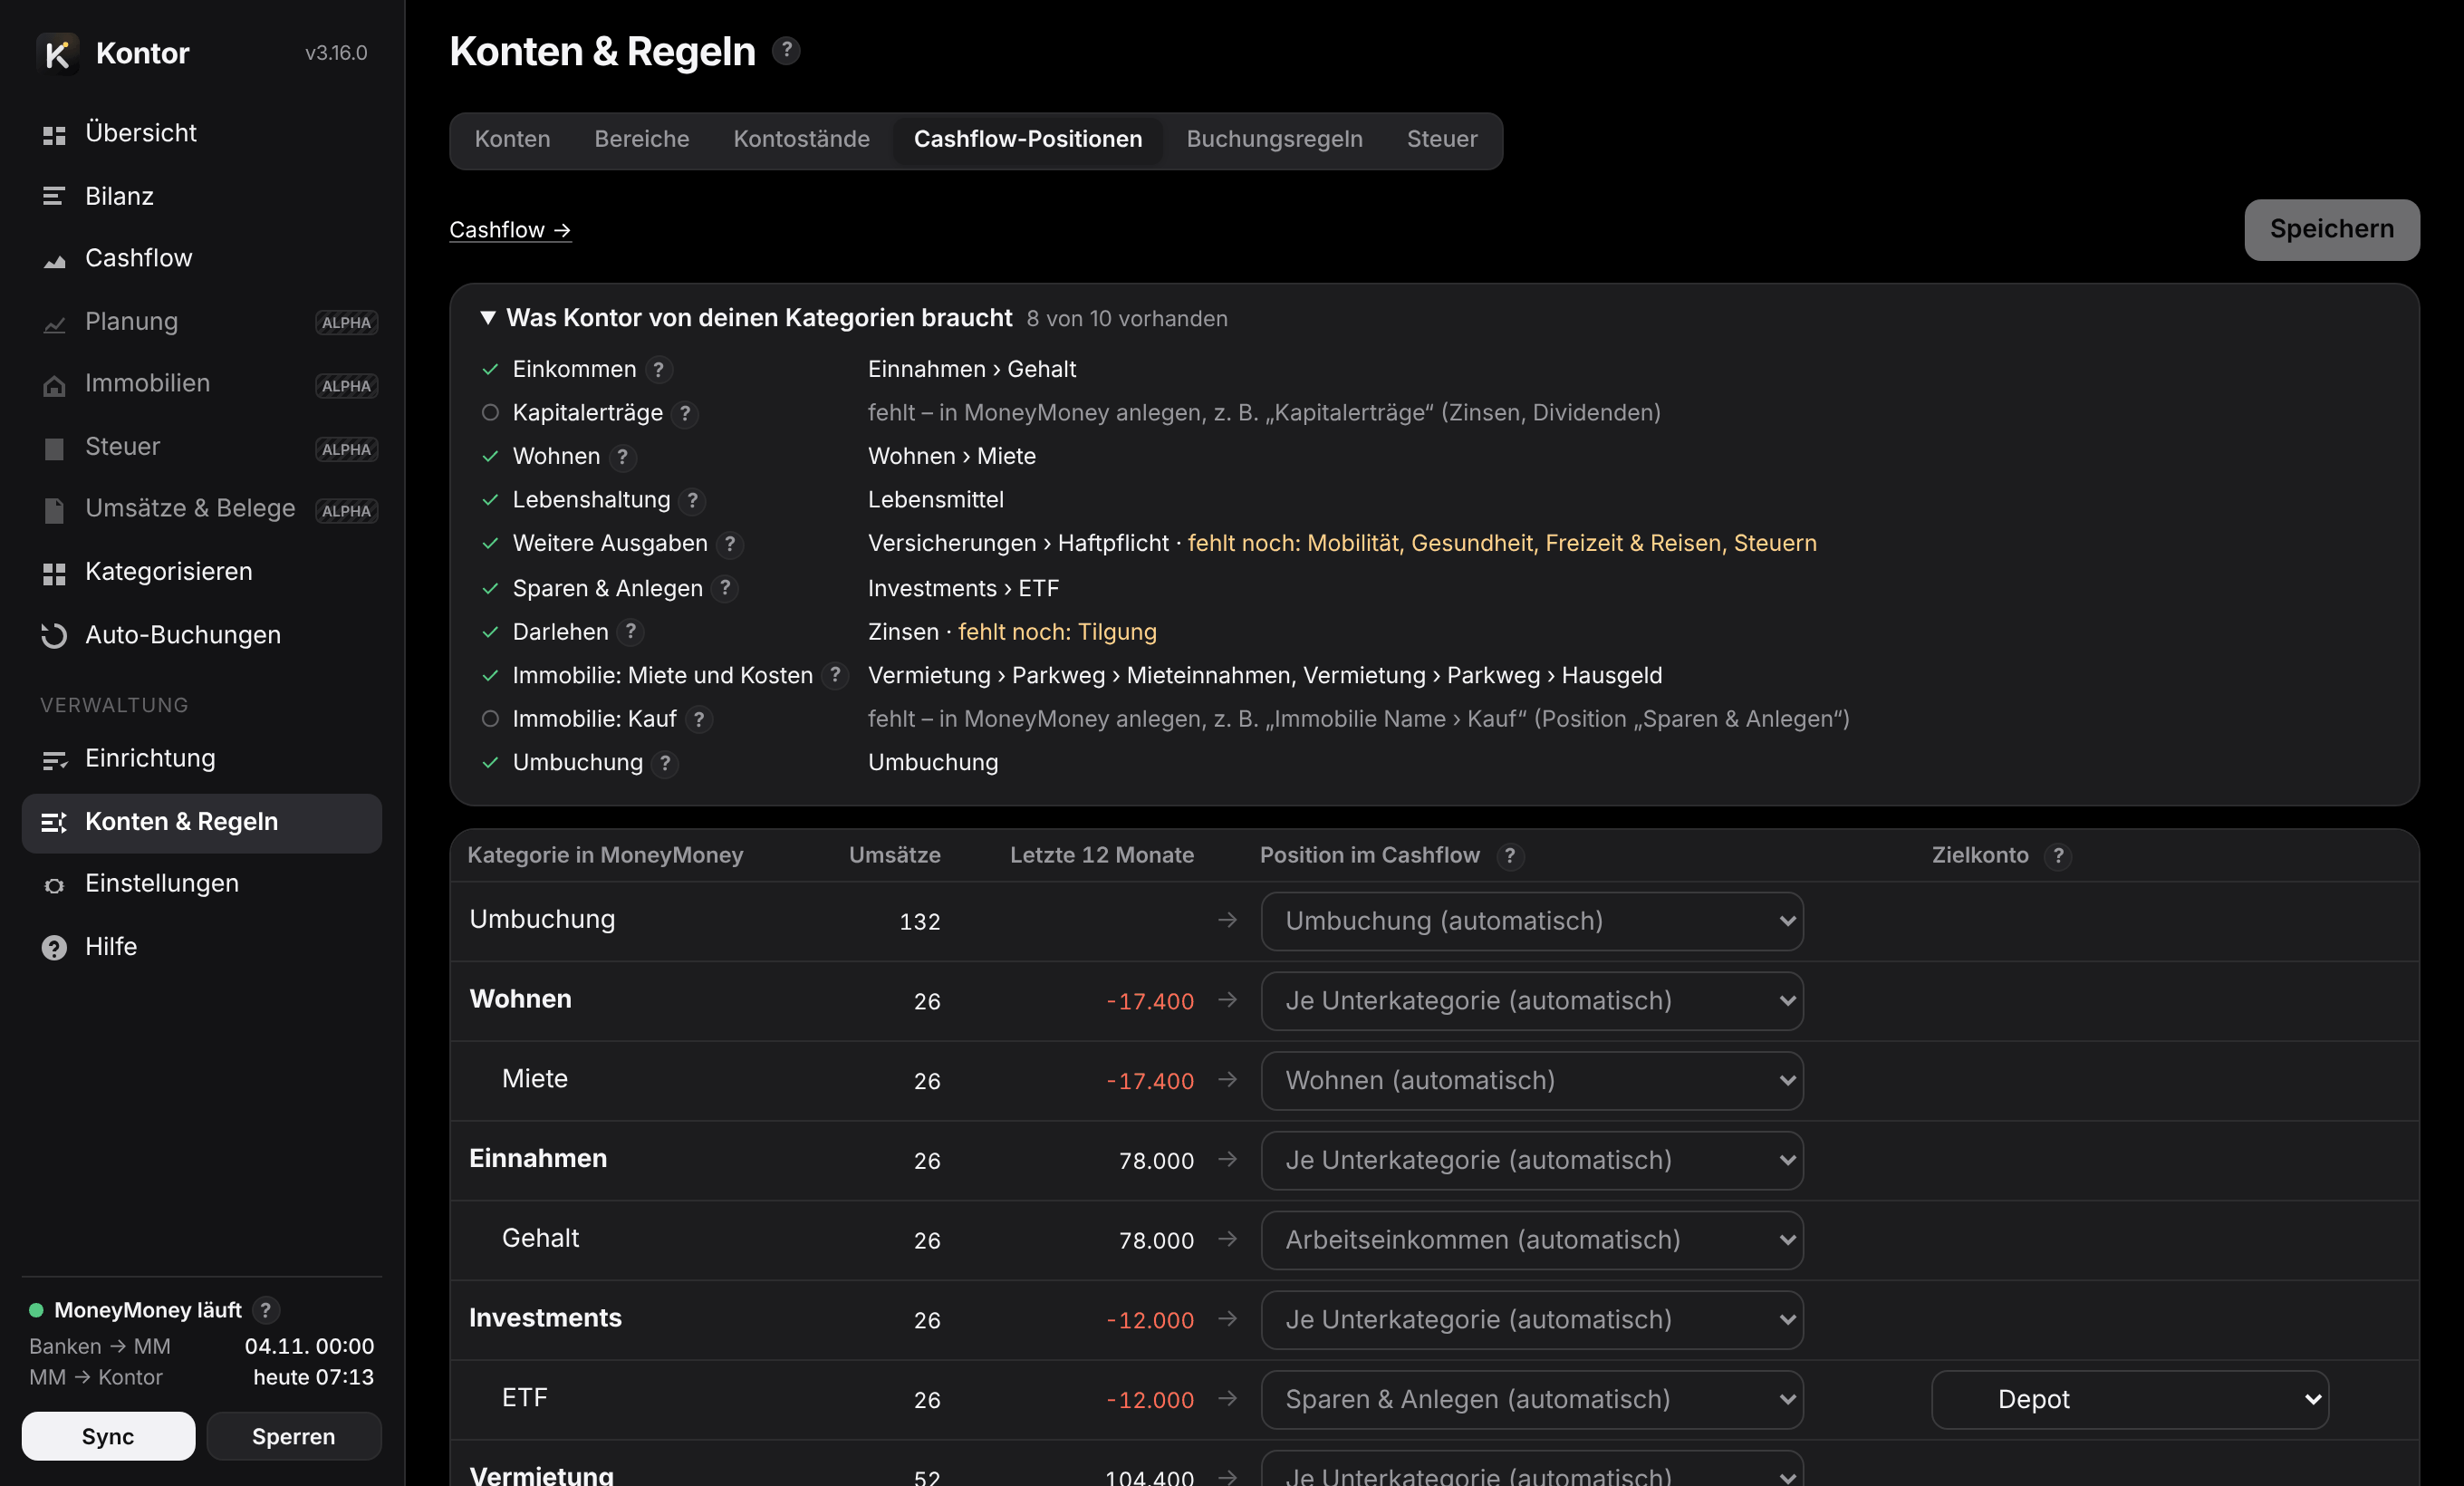 Kontor
v3.16.0
Übersicht
Bilanz
Cashflow
Planung ALPHA
Immobilien ALPHA
Steuer ALPHA
Umsätze & Belege ALPHA
Kategorisieren
Auto-Buchungen
VERWALTUNG
Einrichtung
Konten & Regeln
Einstellungen
Hilfe
MoneyMoney läuft ?
Banken → MM 04.11. 00:00
MM → Kontor heute 07:13
Sync Sperren
Konten & Regeln ?
Konten Bereiche Kontostände Cashflow-Positionen Buchungsregeln Steuer
Cashflow →
Speichern
▼ Was Kontor von deinen Kategorien braucht 8 von 10 vorhanden
✓ Einkommen ? Einnahmen › Gehalt
○ Kapitalerträge ? fehlt – in MoneyMoney anlegen, z. B. „Kapitalerträge“ (Zinsen, Dividenden)
✓ Wohnen ? Wohnen › Miete
✓ Lebenshaltung ? Lebensmittel
✓ Weitere Ausgaben ? Versicherungen › Haftpflicht · fehlt noch: Mobilität, Gesundheit, Freizeit & Reisen, Steuern
✓ Sparen & Anlegen ? Investments › ETF
✓ Darlehen ? Zinsen · fehlt noch: Tilgung
✓ Immobilie: Miete und Kosten ? Vermietung › Parkweg › Mieteinnahmen, Vermietung › Parkweg › Hausgeld
○ Immobilie: Kauf ? fehlt – in MoneyMoney anlegen, z. B. „Immobilie Name › Kauf“ (Position „Sparen & Anlegen“)
✓ Umbuchung ? Umbuchung
Kategorie in MoneyMoney Umsätze Letzte 12 Monate Position im Cashflow ? Zielkonto ?
Umbuchung 132 → Umbuchung (automatisch)
Wohnen 26 -17.400 → Je Unterkategorie (automatisch)
Miete 26 -17.400 → Wohnen (automatisch)
Einnahmen 26 78.000 → Je Unterkategorie (automatisch)
Gehalt 26 78.000 → Arbeitseinkommen (automatisch)
Investments 26 -12.000 → Je Unterkategorie (automatisch)
ETF 26 -12.000 → Sparen & Anlegen (automatisch) Depot
Vermietung 52 104.400 → Je Unterkategorie (automatisch)